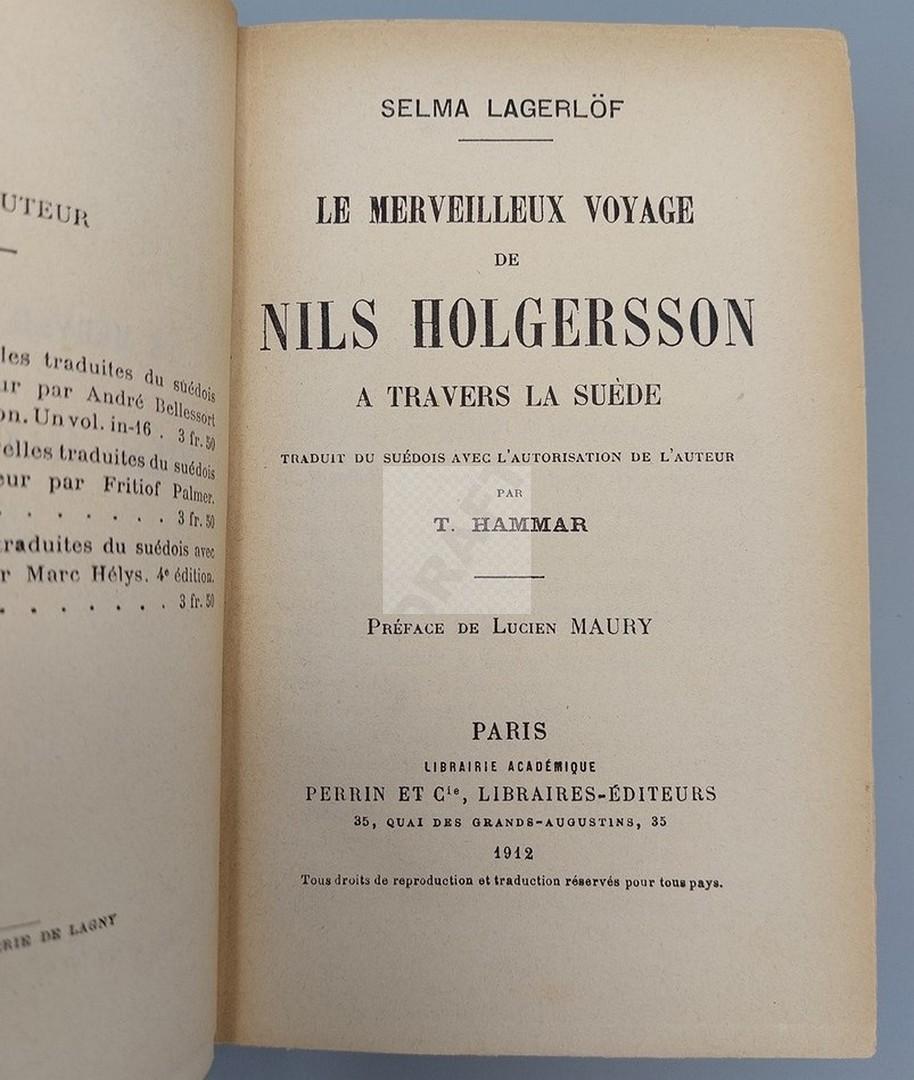 UTEUR
les traduites du suédois
ur par André Bellessort
on. Un vol. in-16 . 3 fr. 50
elles traduites du suédois
eur par Fritiof Palmer.
. . . . . . . 3 fr. 50
raduites du suédois avec
r Marc Hélys. 4e édition.
. . . . . . . 3 fr. 50
RIE DE LAGNY
SELMA LAGERLÖF
LE MERVEILLEUX VOYAGE
DE
NILS HOLGERSSON
A TRAVERS LA SUÈDE
TRADUIT DU SUÉDOIS AVEC L'AUTORISATION DE L'AUTEUR
PAR
T. HAMMAR
PRÉFACE DE LUCIEN MAURY
PARIS
LIBRAIRIE ACADÉMIQUE
PERRIN ET Cie, LIBRAIRES-ÉDITEURS
35, QUAI DES GRANDS-AUGUSTINS, 35
1912
Tous droits de reproduction et traduction réservés pour tous pays.